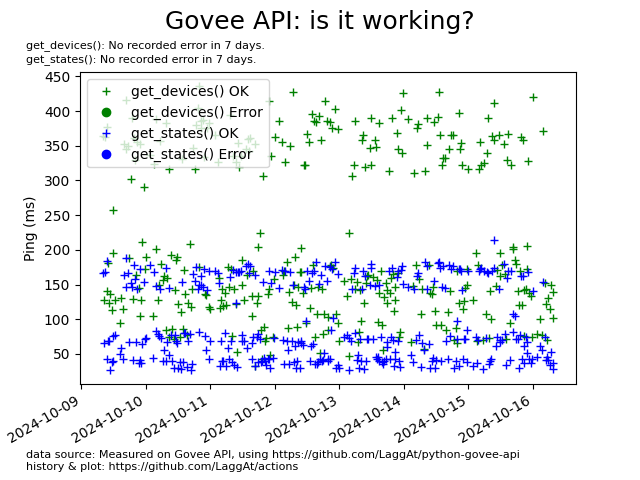 Govee API: is it working?
get_devices(): No recorded error in 7 days.
get_states(): No recorded error in 7 days.
450
400
350
300
250
200
150
100
50
Ping (ms)
get_devices() OK
get_devices() Error
get_states() OK
get_states() Error
2024-10-09
2024-10-10
2024-10-11
2024-10-12
2024-10-13
2024-10-14
2024-10-15
2024-10-16
data source: Measured on Govee API, using https://github.com/LaggAt/python-govee-api
history & plot: https://github.com/LaggAt/actions